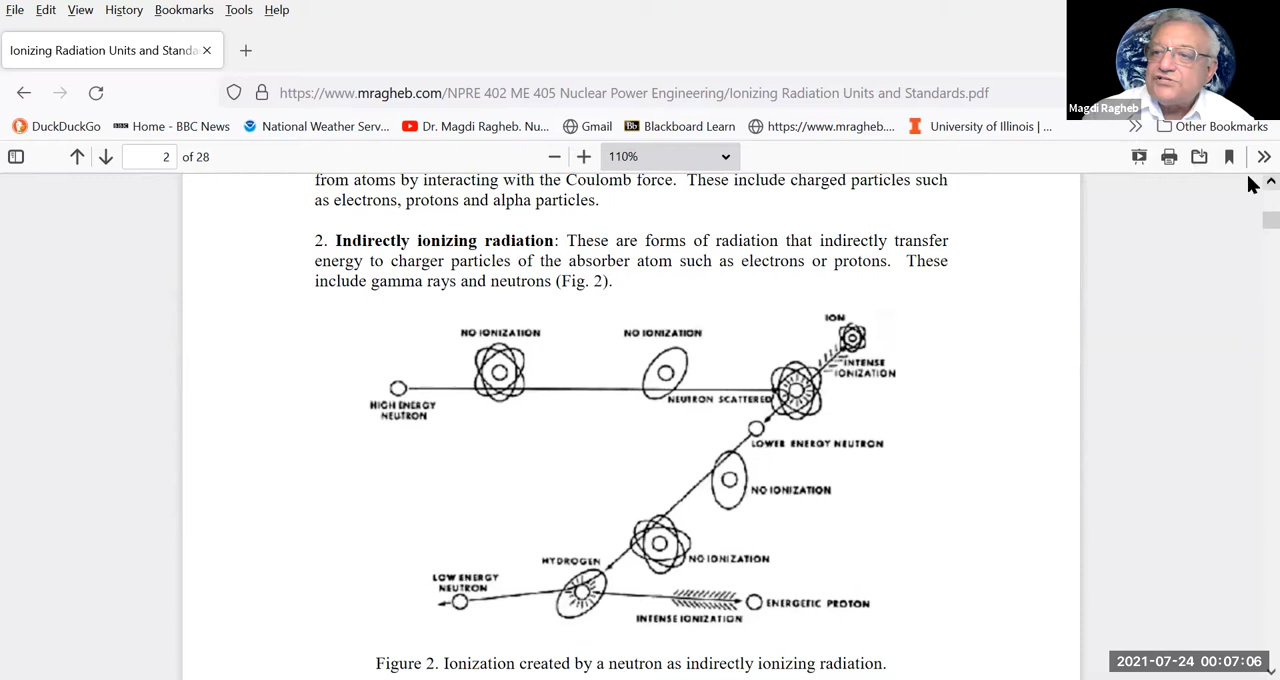 File Edit View History Bookmarks Tools Help
Ionizing Radiation Units and Standa
https://www.mragheb.com/NPRE 402 ME 405 Nuclear Power Engineering/Ionizing Radiation Units and Standards.pdf
Magdi Ragheb
DuckDuckGo BBC Home - BBC News National Weather Serv... Dr. Magdi Ragheb. Nu... Gmail Bb Blackboard Learn https://www.mragheb.... University of Illinois |... Other Bookmarks
2 of 28 110%
from atoms by interacting with the Coulomb force. These include charged particles such
as electrons, protons and alpha particles.
2. Indirectly ionizing radiation: These are forms of radiation that indirectly transfer
energy to charger particles of the absorber atom such as electrons or protons. These
include gamma rays and neutrons (Fig. 2).
ION
NO IONIZATION NO IONIZATION
INTENSE
IONIZATION
NEUTRON SCATTERED
HIGH ENERGY
NEUTRON
LOWER ENERGY NEUTRON
NO IONIZATION
HYDROGEN NO IONIZATION
LOW ENERGY
NEUTRON
ENERGETIC PROTON
INTENSE IONIZATION
Figure 2. Ionization created by a neutron as indirectly ionizing radiation.
2021-07-24 00:07:06